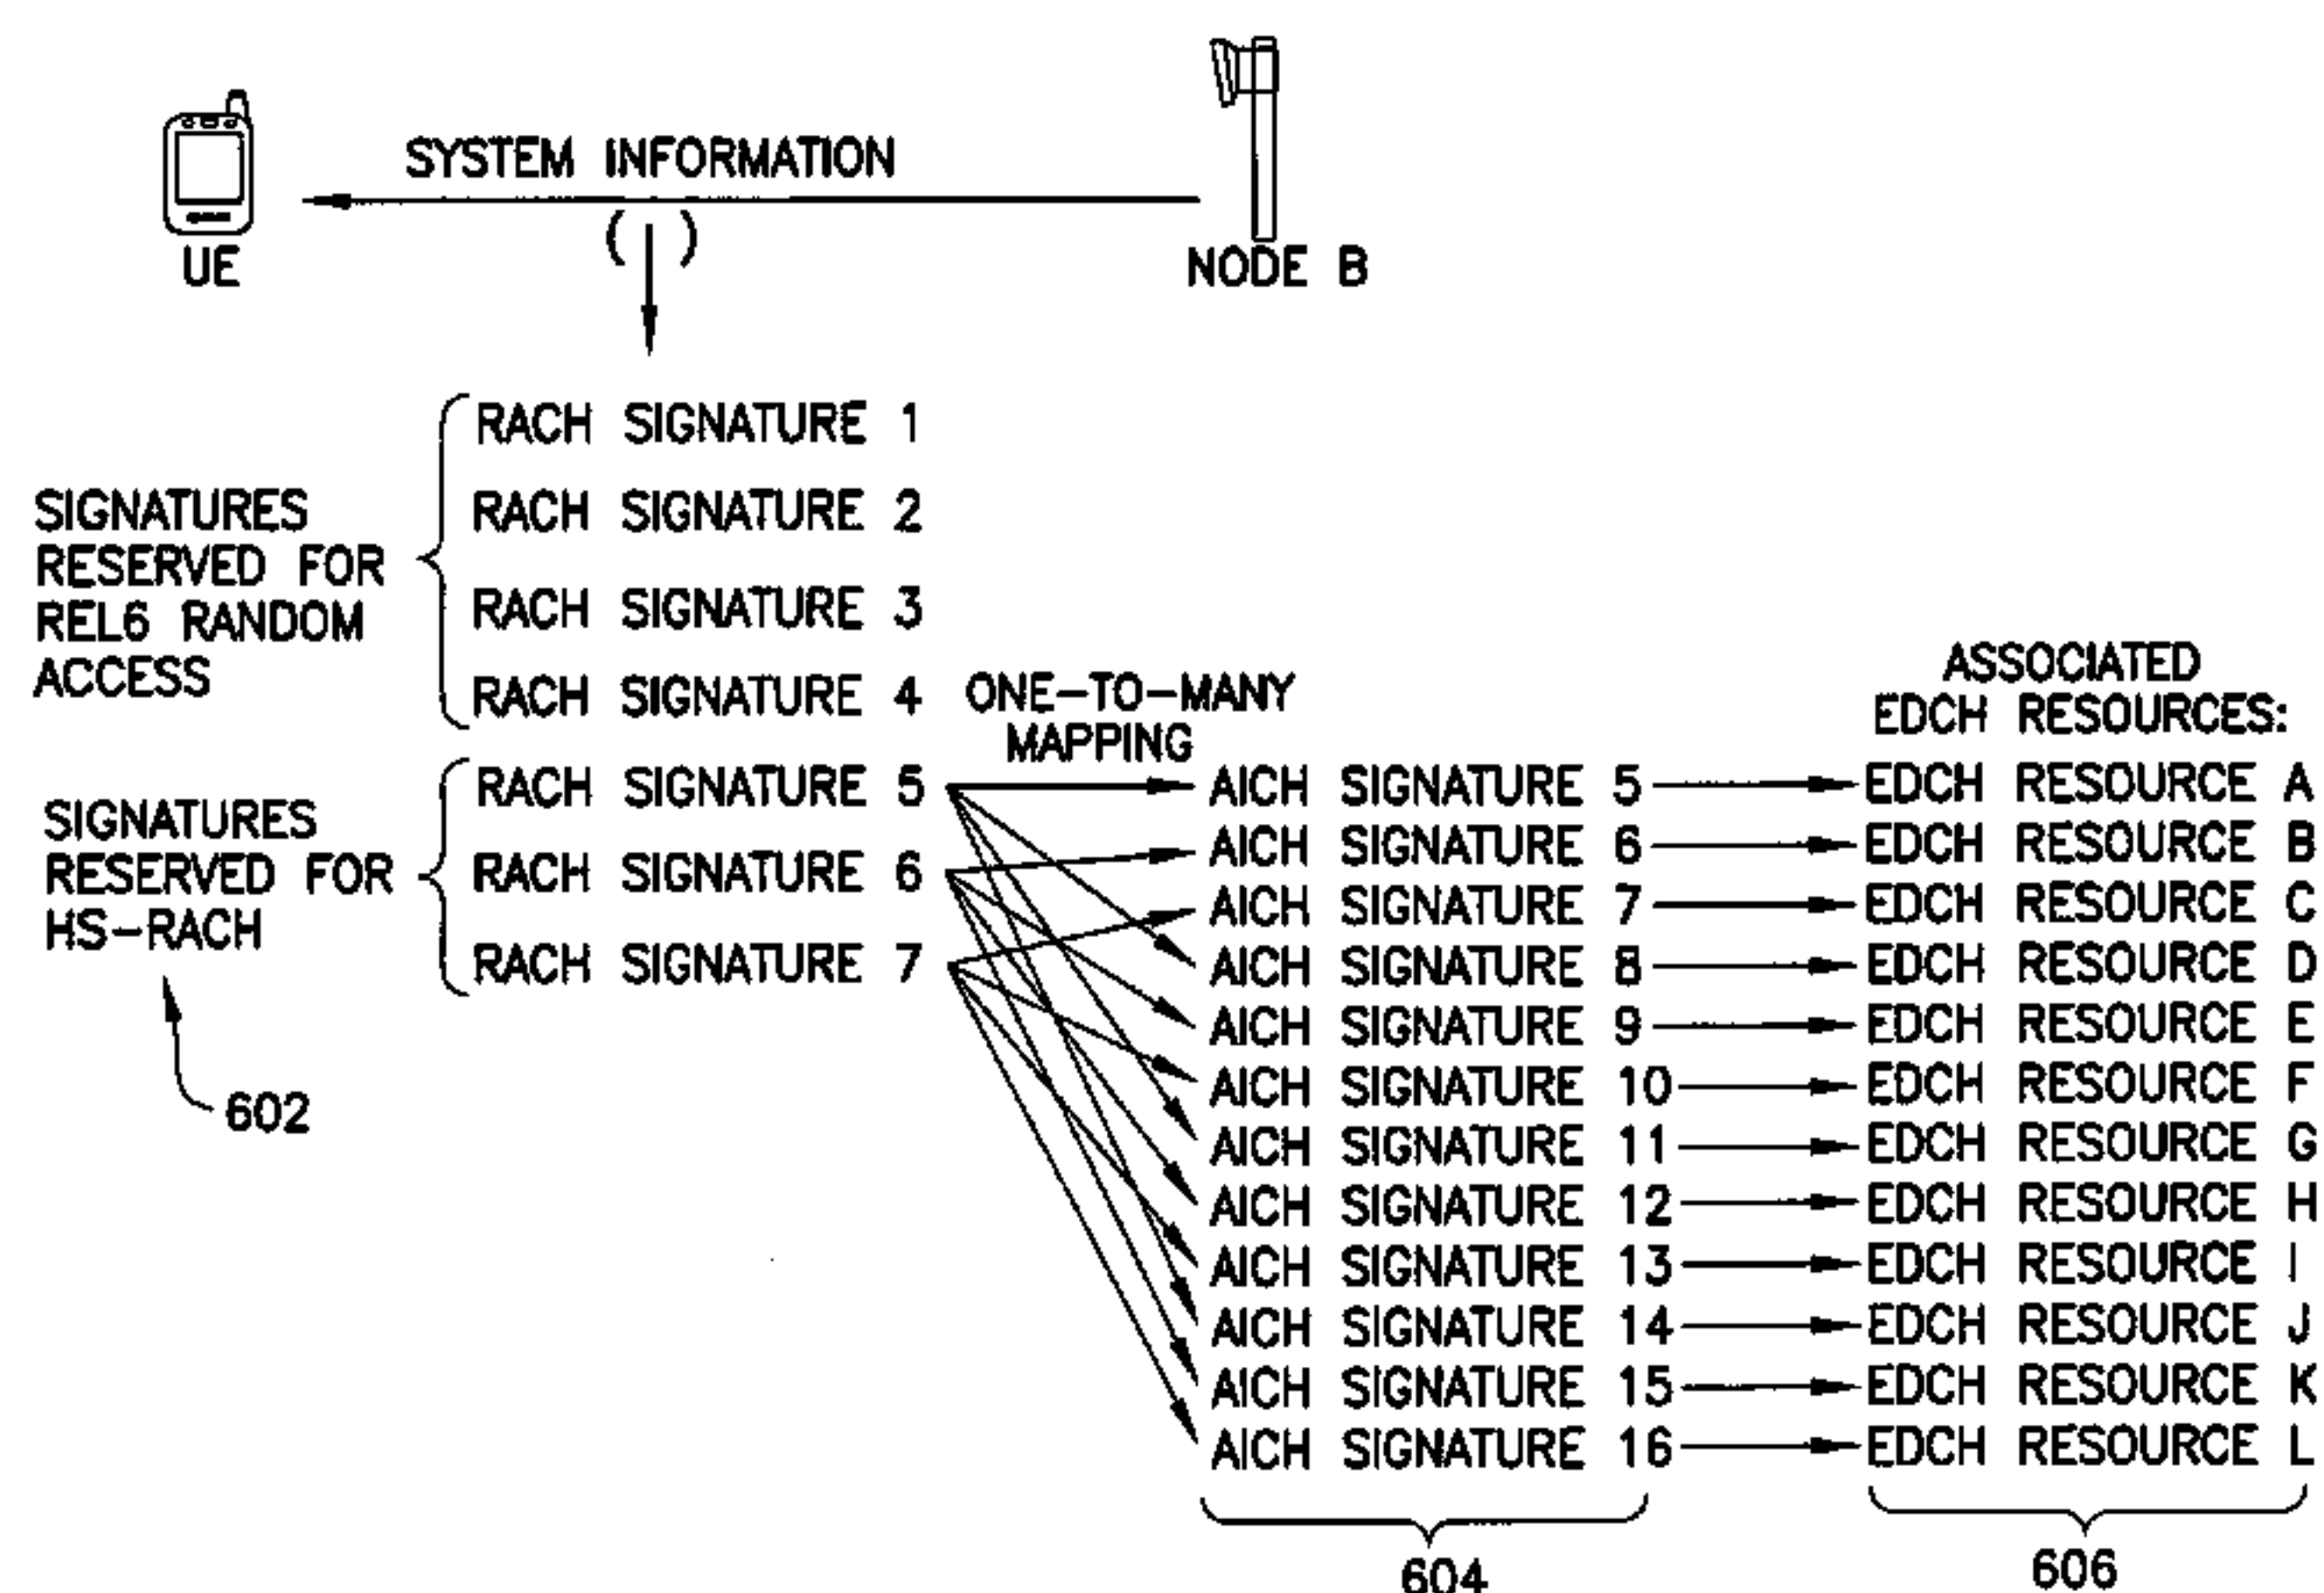 SYSTEM INFORMATION
( )
UE
NODE B
SIGNATURES
RESERVED FOR
REL6 RANDOM
ACCESS
RACH SIGNATURE 1
RACH SIGNATURE 2
RACH SIGNATURE 3
RACH SIGNATURE 4
SIGNATURES
RESERVED FOR
HS-RACH
602
RACH SIGNATURE 5
RACH SIGNATURE 6
RACH SIGNATURE 7
ONE-TO-MANY
MAPPING
AICH SIGNATURE 5
AICH SIGNATURE 6
AICH SIGNATURE 7
AICH SIGNATURE 8
AICH SIGNATURE 9
AICH SIGNATURE 10
AICH SIGNATURE 11
AICH SIGNATURE 12
AICH SIGNATURE 13
AICH SIGNATURE 14
AICH SIGNATURE 15
AICH SIGNATURE 16
604
ASSOCIATED
EDCH RESOURCES:
EDCH RESOURCE A
EDCH RESOURCE B
EDCH RESOURCE C
EDCH RESOURCE D
EDCH RESOURCE E
EDCH RESOURCE F
EDCH RESOURCE G
EDCH RESOURCE H
EDCH RESOURCE I
EDCH RESOURCE J
EDCH RESOURCE K
EDCH RESOURCE L
606